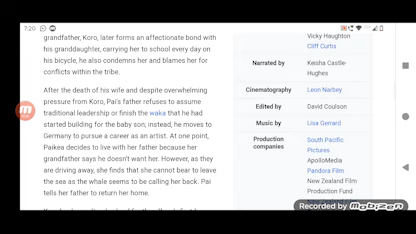 7:20
grandfather, Koro, later forms an affectionate bond with
his granddaughter, carrying her to school every day on
his bicycle, he also condemns her and blames her for
conflicts within the tribe.
After the death of his wife and despite overwhelming
pressure from Koro, Pai's father refuses to assume
traditional leadership or finish the waka that he had
started building for the baby son; instead, he moves to
Germany to pursue a career as an artist. At one point,
Paikea decides to live with her father because her
grandfather says he doesn't want her. However, as they
are driving away, she finds that she cannot bear to leave
the sea as the whale seems to be calling her back. Pai
tells her father to return her home.
Vicky Haughton
Cliff Curtis
Narrated by Keisha Castle-
Hughes
Cinematography Leon Narbey
Edited by David Coulson
Music by Lisa Gerrard
Production South Pacific
companies Pictures
ApolloMedia
Pandora Film
New Zealand Film
Production Fund
Recorded by Mobizen